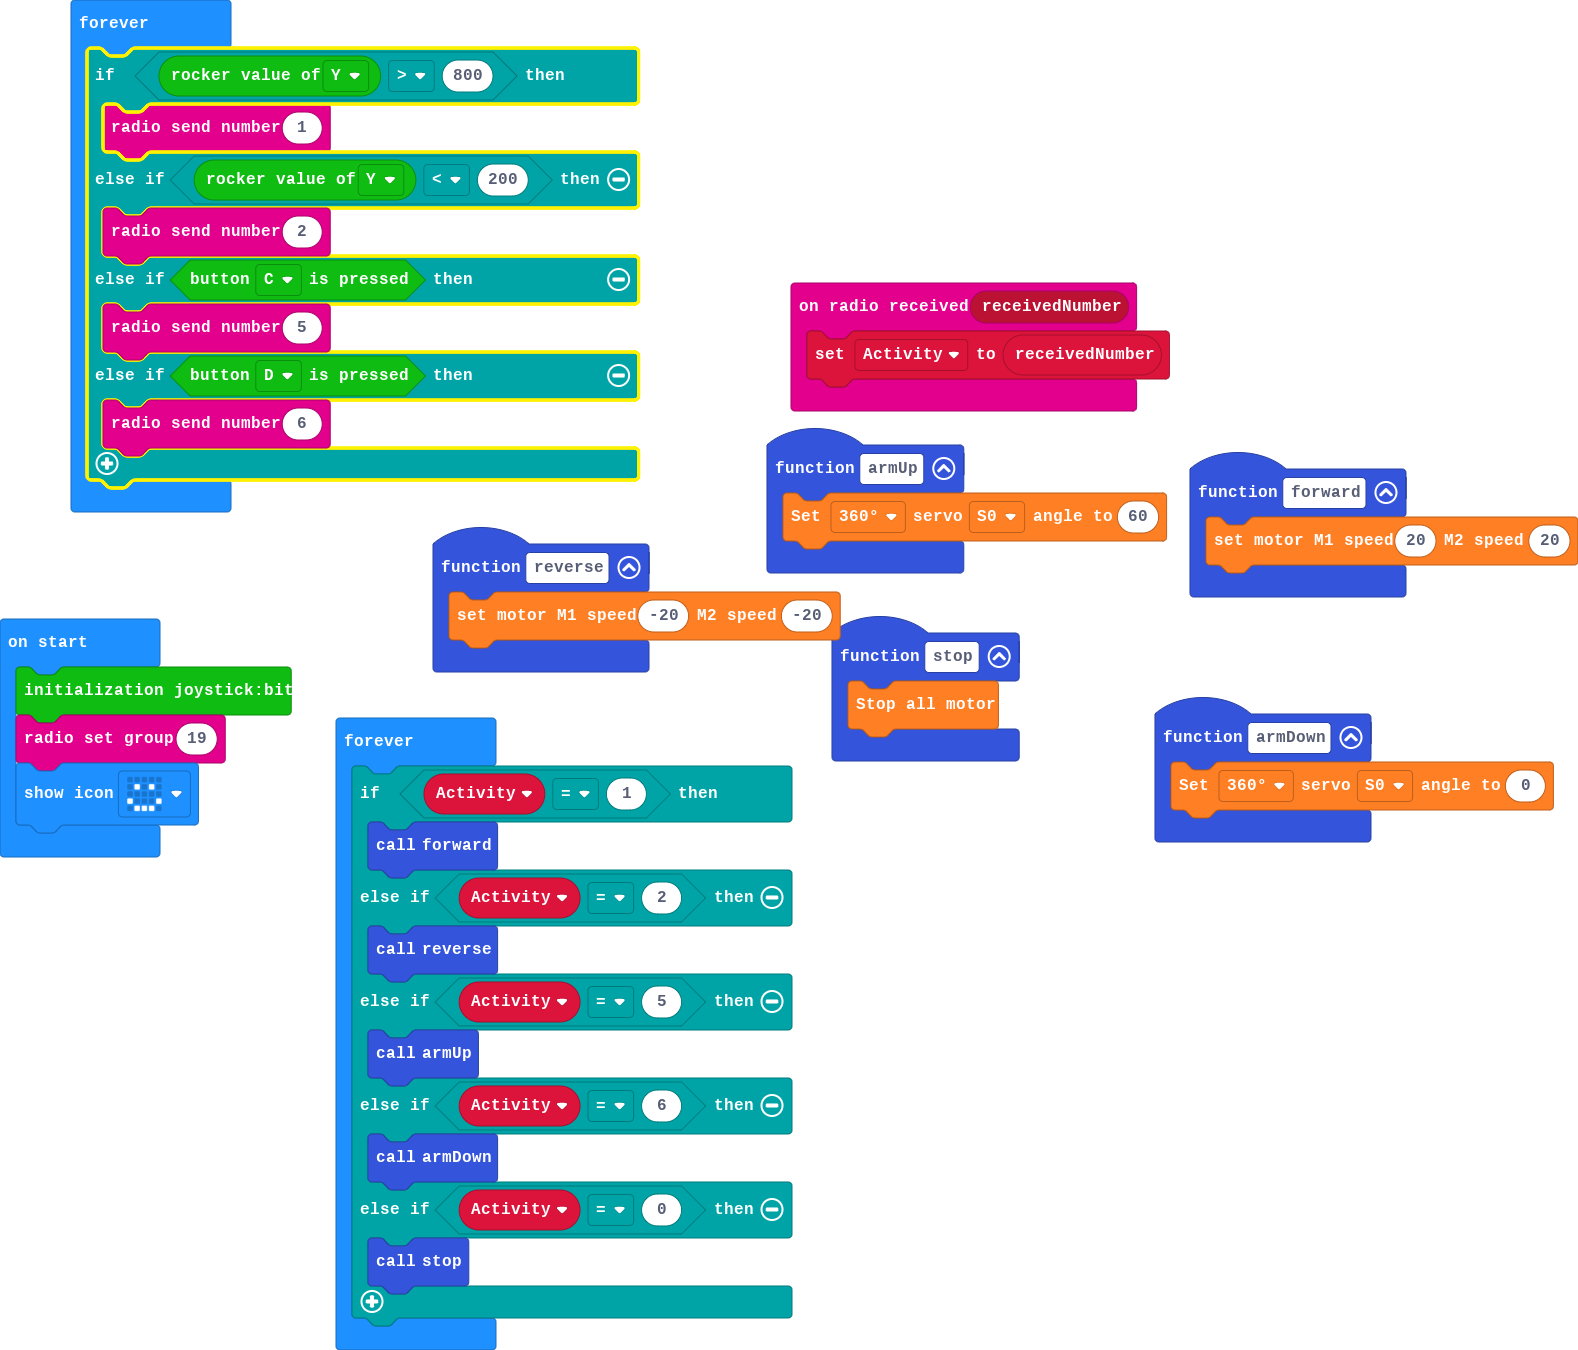 forever
if rocker value of Y > 800 then
radio send number 1
else if rocker value of Y < 200 then
radio send number 2
else if button C is pressed then
radio send number 5
else if button D is pressed then
radio send number 6
on radio received receivedNumber
set Activity to receivedNumber
function armUp
Set 360° servo S0 angle to 60
function forward
set motor M1 speed 20 M2 speed 20
function reverse
set motor M1 speed -20 M2 speed -20
function stop
Stop all motor
on start
initialization joystick:bit
radio set group 19
show icon
function armDown
Set 360° servo S0 angle to 0
forever
if Activity = 1 then
call forward
else if Activity = 2 then
call reverse
else if Activity = 5 then
call armUp
else if Activity = 6 then
call armDown
else if Activity = 0 then
call stop